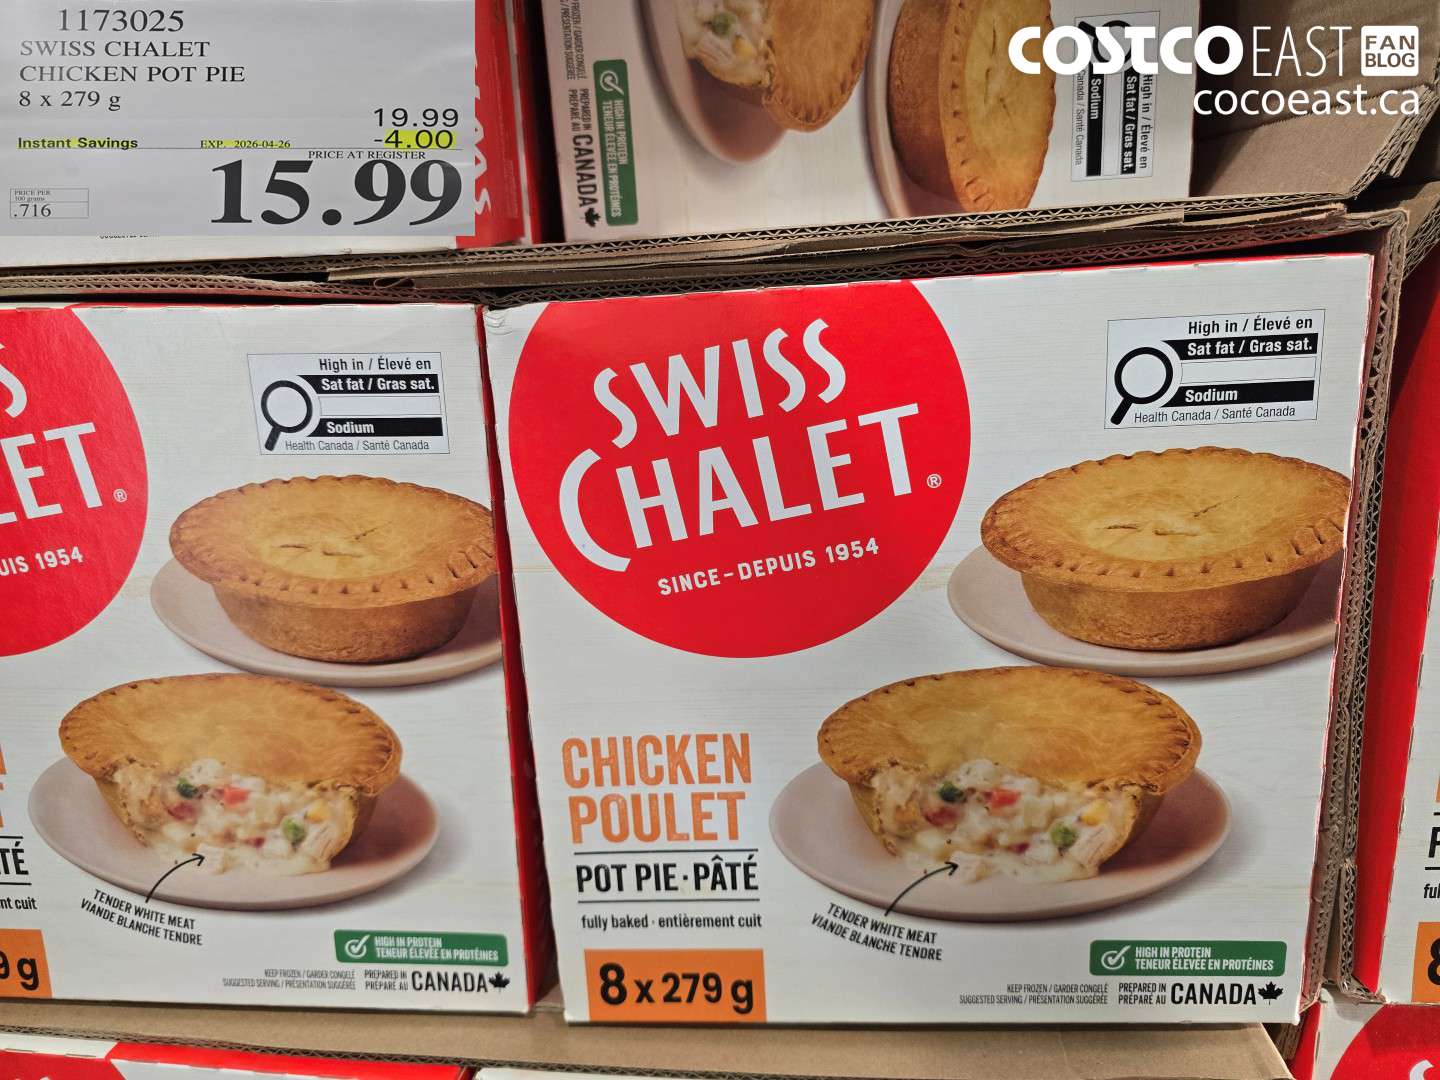 1173025
SWISS CHALET
CHICKEN POT PIE
8 x 279 g
19.99
Instant Savings EXP. 2026-04-26 -4.00
PRICE AT REGISTER
15.99
PRICE PER
100 grams
.716
COSTCO EAST FAN BLOG
cocoeast.ca
HIGH IN PROTEIN
TENEUR ÉLEVÉE EN PROTÉINES
PREPARED IN
PRÉPARÉ AU CANADA
High in / Élevé en
Sat fat / Gras sat.
Sodium
Health Canada / Santé Canada
ET®
UIS 1954
High in / Élevé en
Sat fat / Gras sat.
Sodium
Health Canada / Santé Canada
TÉ
nt cuit
9 g
TENDER WHITE MEAT
VIANDE BLANCHE TENDRE
HIGH IN PROTEIN
TENEUR ÉLEVÉE EN PROTÉINES
KEEP FROZEN / GARDER CONGELÉ
SUGGESTED SERVING / PRÉSENTATION SUGGÉRÉE
PREPARED IN
PRÉPARÉ AU CANADA
SWISS
CHALET®
SINCE-DEPUIS 1954
High in / Élevé en
Sat fat / Gras sat.
Sodium
Health Canada / Santé Canada
CHICKEN
POULET
POT PIE·PÂTÉ
fully baked · entièrement cuit
8 x 279 g
TENDER WHITE MEAT
VIANDE BLANCHE TENDRE
HIGH IN PROTEIN
TENEUR ÉLEVÉE EN PROTÉINES
KEEP FROZEN / GARDER CONGELÉ
SUGGESTED SERVING / PRÉSENTATION SUGGÉRÉE
PREPARED IN
PRÉPARÉ AU CANADA